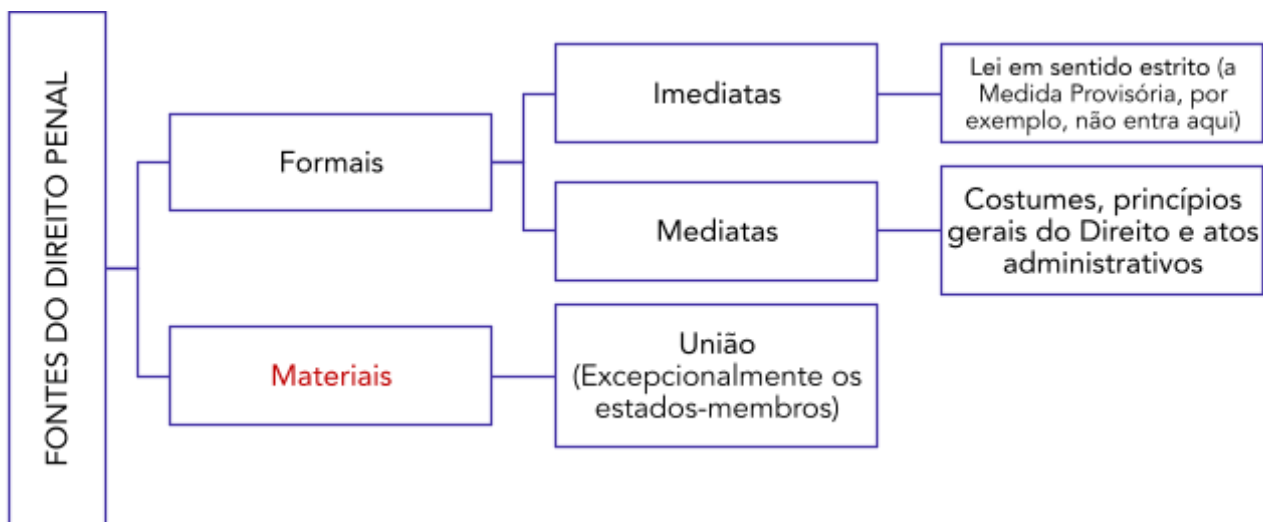 FONTES DO DIREITO PENAL
Formais
Imediatas
Lei em sentido estrito (a
Medida Provisória, por
exemplo, não entra aqui)
Mediatas
Costumes, princípios
gerais do Direito e atos
administrativos
Materiais
União
(Excepcionalmente os
estados-membros)